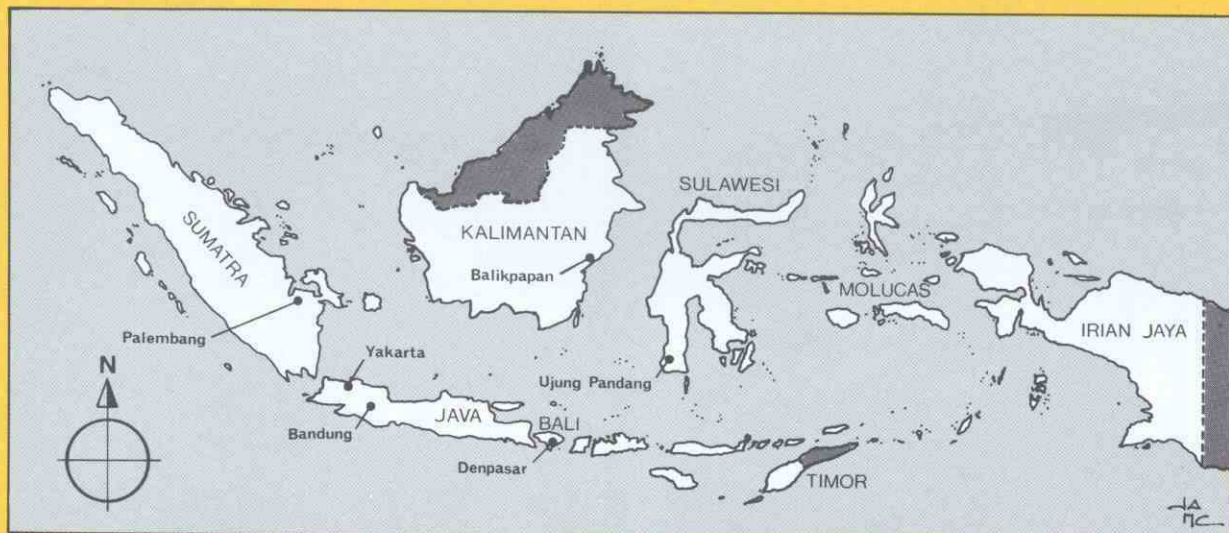 SULAWESI
SUMATRA
KALIMANTAN
Balikpapan
MOLUCAS
Palembang
IRIAN JAYA
N
Yakarta
Ujung Pandang
JAVA
BALI
Bandung
Denpasar
TIMOR